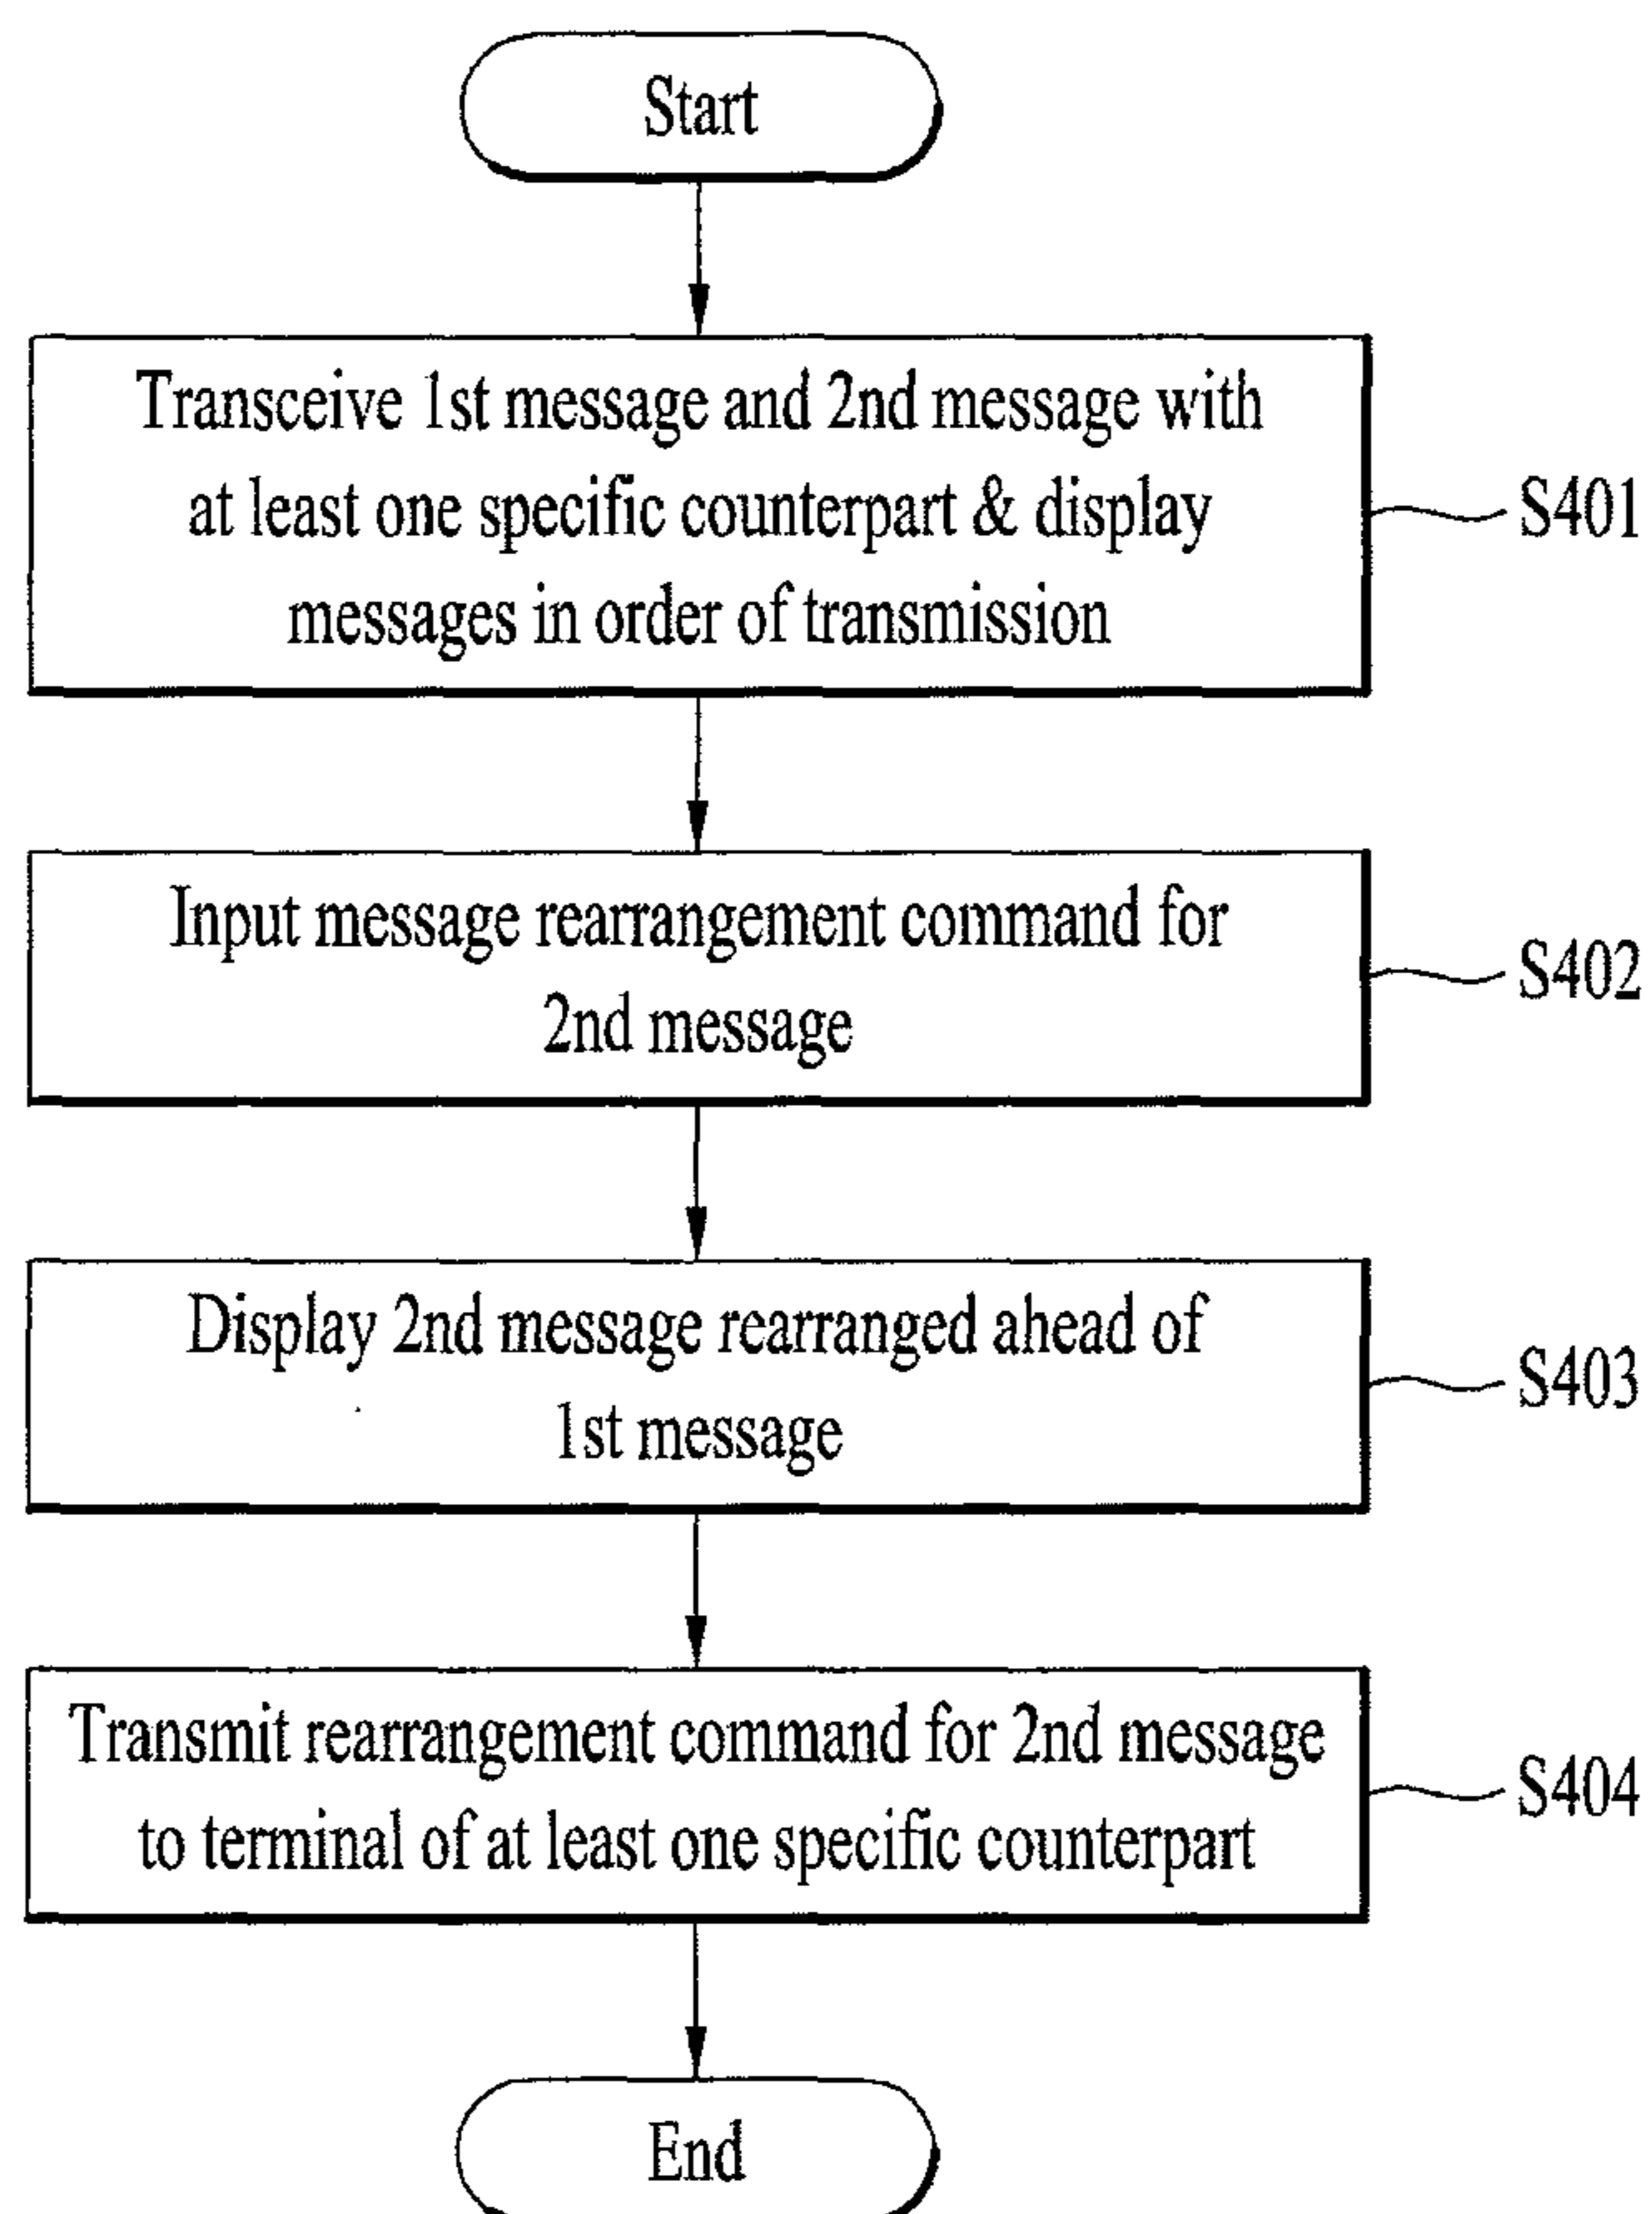 Start
Transceive 1st message and 2nd message with
at least one specific counterpart & display
messages in order of transmission
S401
Input message rearrangement command for
2nd message
S402
Display 2nd message rearranged ahead of
1st message
S403
Transmit rearrangement command for 2nd message
to terminal of at least one specific counterpart
S404
End